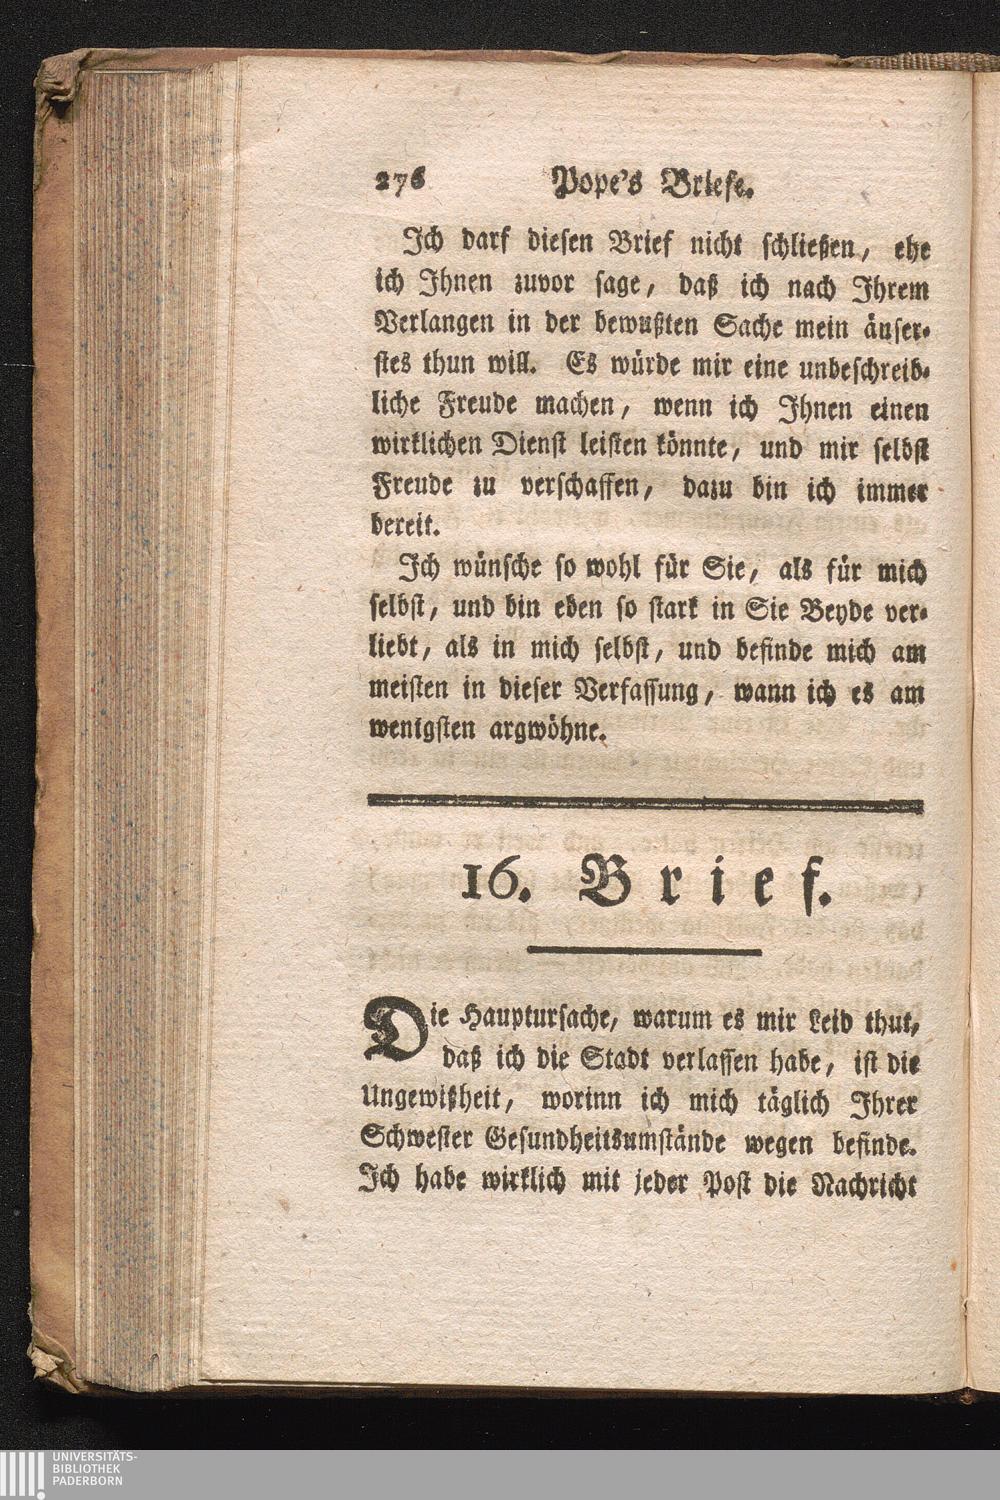 276 Pope's Briefe.
Ich darf diesen Brief nicht schließen, ehe
ich Ihnen zuvor sage, daß ich nach Ihrem
Verlangen in der bewußten Sache mein äuser-
stes thun will. Es würde mir eine unbeschreib-
liche Freude machen, wenn ich Ihnen einen
wirklichen Dienst leisten könnte, und mir selbst
Freude zu verschaffen, dazu bin ich immer
bereit.
Ich wünsche so wohl für Sie, als für mich
selbst, und bin eben so stark in Sie Beyde ver-
liebt, als in mich selbst, und befinde mich am
meisten in dieser Verfassung, wann ich es am
wenigsten argwöhne.
16. Brief.
Die Hauptursache, warum es mir Leid thut,
daß ich die Stadt verlassen habe, ist die
Ungewißheit, worinn ich mich täglich Ihrer
Schwester Gesundheitsumstände wegen befinde.
Ich habe wirklich mit jeder Post die Nachricht
UNIVERSITÄTS-
BIBLIOTHEK
PADERBORN